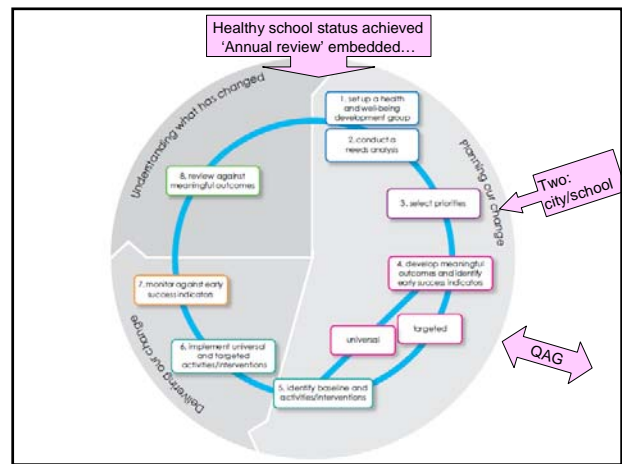 Healthy school status achieved
‘Annual review’ embedded…
Understanding what has changed
Planning our change
Delivering our change
1. set up a health
and well-being
development group
2. conduct a
needs analysis
3. select priorities
Two:
city/school
4. develop meaningful
outcomes and identify
early success indicators
targeted
universal
QAG
5. identify baseline and
activities/interventions
6. implement universal
and targeted
activities/interventions
7. monitor against early
success indicators
8. review against
meaningful outcomes